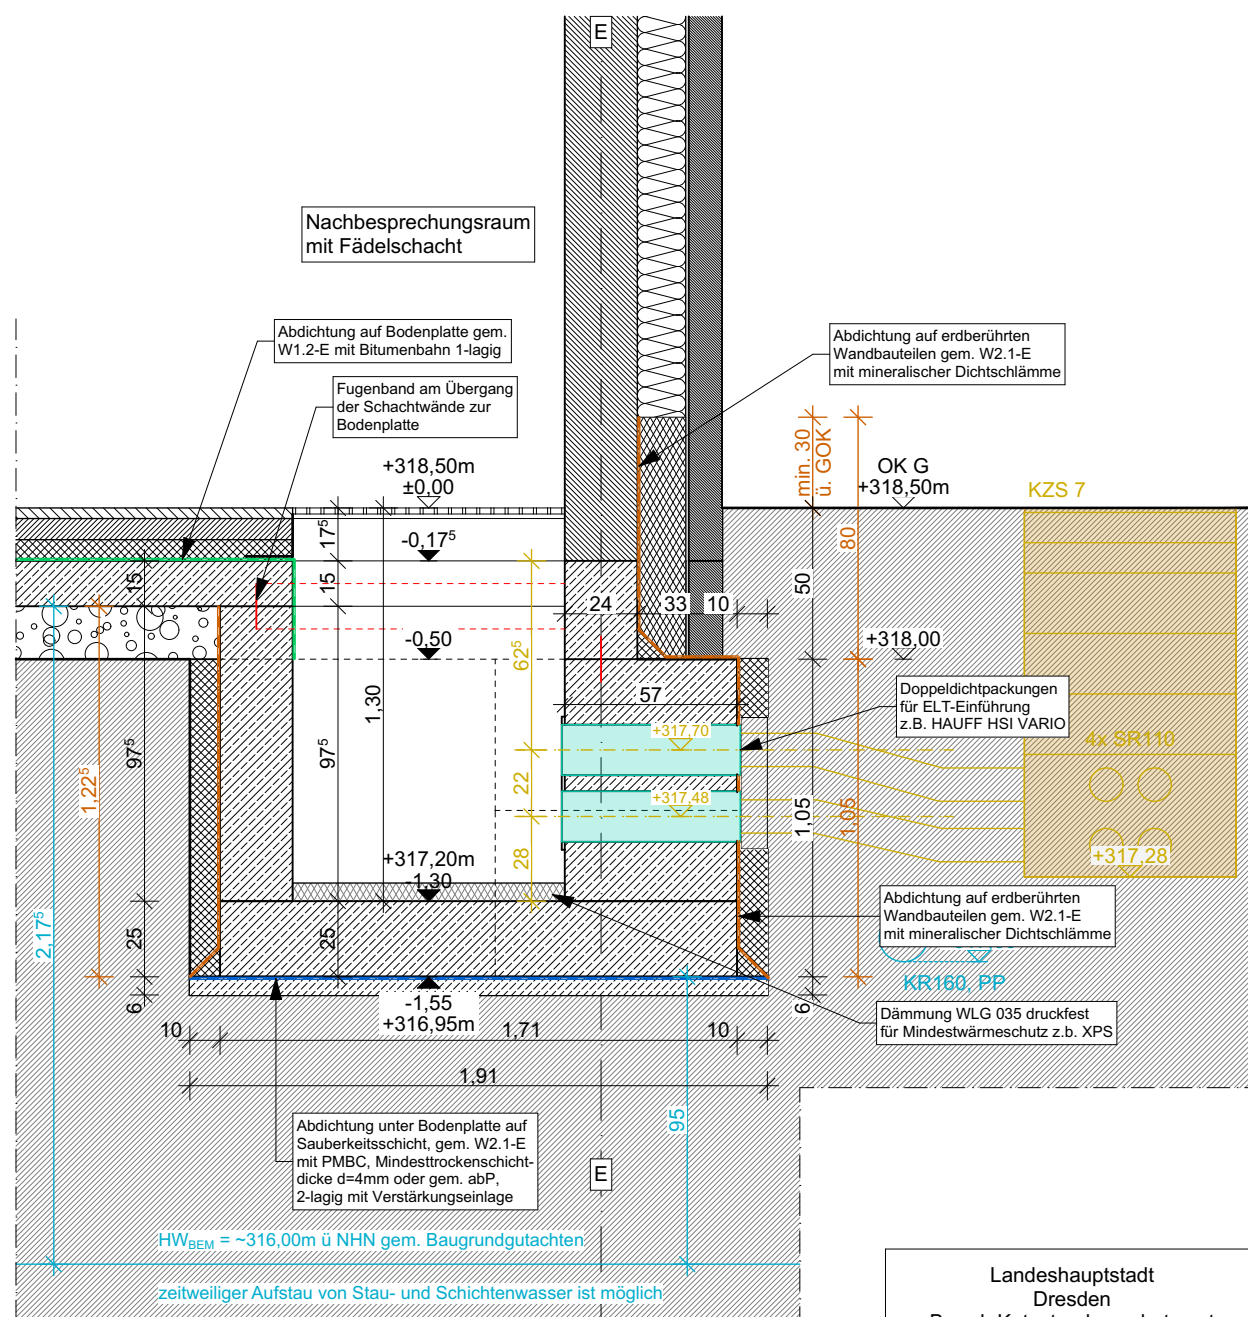 E
Nachbesprechungsraum
mit Fädelschacht
Abdichtung auf Bodenplatte gem.
W1.2-E mit Bitumenbahn 1-lagig
Fugenband am Übergang
der Schachtwände zur
Bodenplatte
Abdichtung auf erdberührten
Wandbauteilen gem. W2.1-E
mit mineralischer Dichtschlämme
min. 30
ü. GOK
80
OK G
+318,50m
KZS 7
+318,50m
±0,00
17⁵
-0,17⁵
15
15
50
24
33
10
-0,50
62⁵
+318,00
57
Doppeldichtpackungen
für ELT-Einführung
z.B. HAUFF HSI VARIO
1,30
+317,70
4x SR110
97⁵
97⁵
1,22⁵
22
+317,48
1,05
1,05
28
+317,20m
-1,30
+317,28
2,17⁵
25
25
Abdichtung auf erdberührten
Wandbauteilen gem. W2.1-E
mit mineralischer Dichtschlämme
KR160, PP
6
-1,55
+316,95m
6
Dämmung WLG 035 druckfest
für Mindestwärmeschutz z.b. XPS
10
1,71
10
1,91
95
Abdichtung unter Bodenplatte auf
Sauberkeitsschicht, gem. W2.1-E
mit PMBC, Mindesttrockenschicht-
dicke d=4mm oder gem. abP,
2-lagig mit Verstärkungseinlage
E
HW_BEM = ~316,00m ü NHN gem. Baugrundgutachten
zeitweiliger Aufstau von Stau- und Schichtenwasser ist möglich
Landeshauptstadt
Dresden